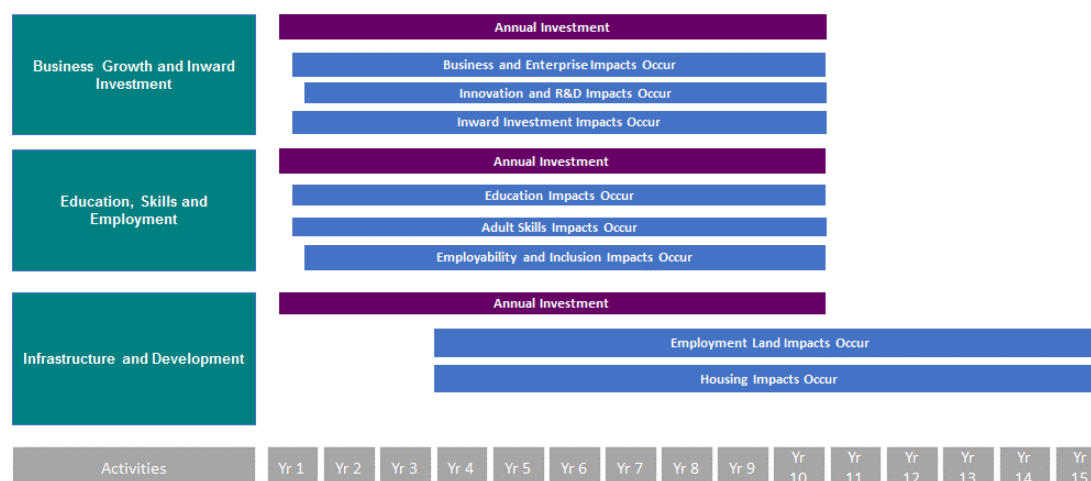 Business Growth and Inward
Investment
Annual Investment
Business and Enterprise Impacts Occur
Innovation and R&D Impacts Occur
Inward Investment Impacts Occur
Education, Skills and
Employment
Annual Investment
Education Impacts Occur
Adult Skills Impacts Occur
Employability and Inclusion Impacts Occur
Infrastructure and Development
Annual Investment
Employment Land Impacts Occur
Housing Impacts Occur
Activities Yr 1 Yr 2 Yr 3 Yr 4 Yr 5 Yr 6 Yr 7 Yr 8 Yr 9 Yr 10 Yr 11 Yr 12 Yr 13 Yr 14 Yr 15